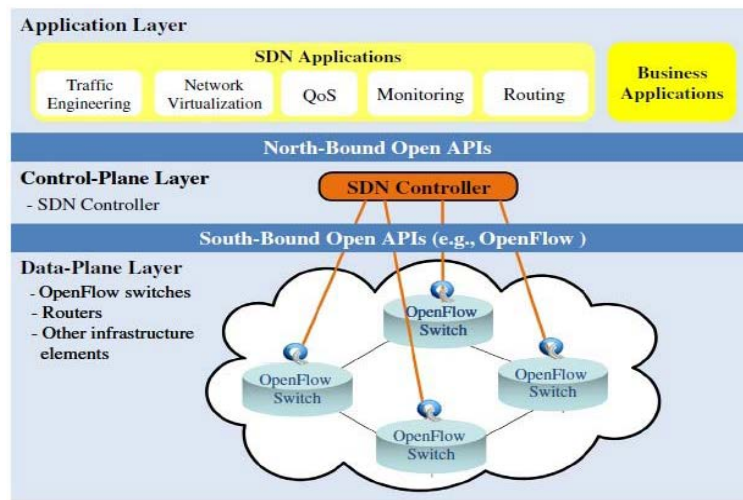 Application Layer
SDN Applications
Traffic
Engineering
Network
Virtualization
QoS
Monitoring
Routing
Business
Applications
North-Bound Open APIs
Control-Plane Layer
- SDN Controller
SDN Controller
South-Bound Open APIs (e.g., OpenFlow )
Data-Plane Layer
- OpenFlow switches
- Routers
- Other infrastructure
elements
OpenFlow
Switch
OpenFlow
Switch
OpenFlow
Switch
OpenFlow
Switch